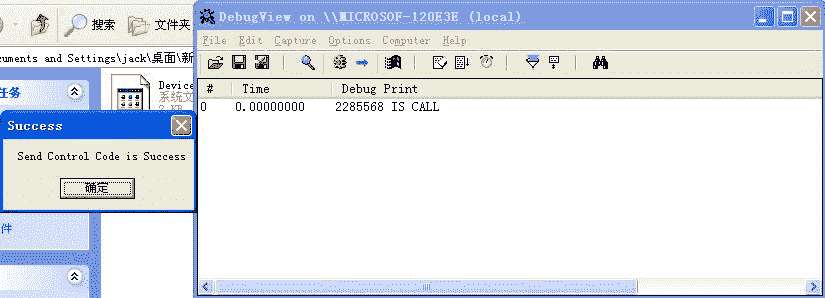 搜索
文件夹
cuments and Settings\jack\桌面\新
任务
Device
系统文
2 KB
Success
Send Control Code is Success
确定
件
DebugView on \\MICROSOF-120E3E (local)
File Edit Capture Options Computer Help
# Time Debug Print
0 0.00000000 2285568 IS CALL